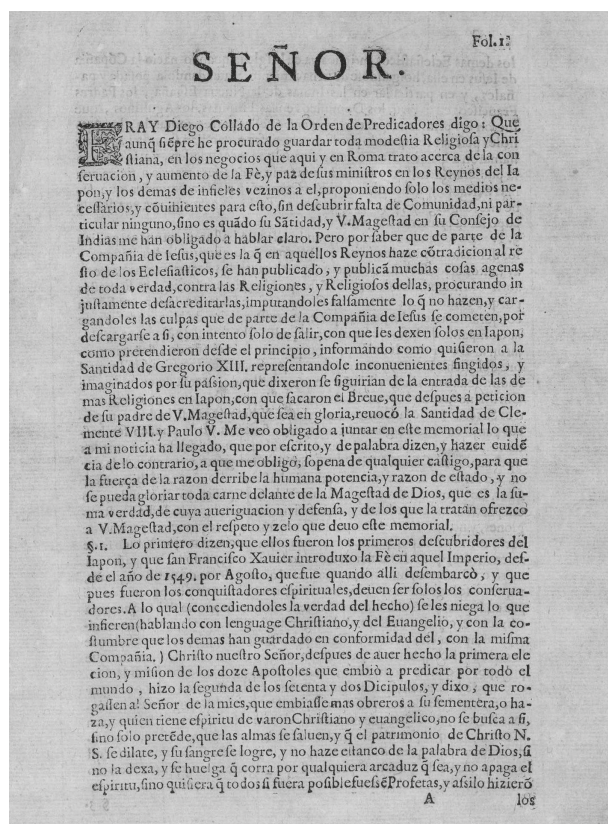 Fol. 1.
SEÑOR.
FRAY Diego Collado de la Orden de Predicadores digo: Que
aunq̃ siẽpre he procurado guardar toda modestia Religiosa y Chri
stiana, en los negocios que aqui y en Roma trato acerca de la con
seruacion, y aumento de la Fè, y paz de sus ministros en los Reynos del Ia
pon, y los demas de infieles vezinos a el, proponiendo solo los medios ne-
cessarios, y cõuinientes para esto, sin descubrir falta de Comunidad, ni par-
ticular ninguno, sino es quãdo su Sãtidad, y V. Magestad en su Consejo de
Indias me han obligado a hablar claro. Pero por saber que de parte de la
Compañia de Iesus, que es la q̃ en aquellos Reynos haze cõtradicion al re
sto de los Eclesiasticos, se han publicado, y publicã muchas cosas agenas
de toda verdad, contra las Religiones, y Religiosos dellas, procurando in
justamente desacreditarlas, imputandoles falsamente lo q̃ no hazen, y car-
gandoles las culpas que de parte de la Compañia de Iesus se cometen, por
descargarse a si, con intento solo de salir, con que les dexen solos en Iapon,
como pretendieron desde el principio, informando como quisieron a la
Santidad de Gregorio XIII. representandole inconuenientes fingidos, y
imaginados por su passion, que dixeron se siguirian de la entrada de las de
mas Religiones en Iapon, con que sacaron el Breue, que despues a peticion
de su padre de V. Magestad, que sea en gloria, reuocó la Santidad de Cle-
mente VIII. y Paulo V. Me veo obligado a juntar en este memorial lo que
a mi noticia ha llegado, que por escrito, y de palabra dizen, y hazer euidẽ
cia de lo contrario, a que me obligo, sopena de qualquier castigo, para que
la fuerça de la razon derribe la humana potencia, y razon de estado, y no
se pueda gloriar toda carne delante de la Magestad de Dios, que es la su-
ma verdad, de cuya aueriguacion y defensa, y de los que la tratan ofrezco
a V. Magestad, con el respeto y zelo que deuo este memorial.
§. 1. Lo primero dizen, que ellos fueron los primeros descubridores del
Iapon, y que san Francisco Xauier introduxo la Fè en aquel Imperio, des-
de el año de 1549. por Agosto, que fue quando alli desembarcò, y que
pues fueron los conquistadores espirituales, deuen ser solos los conserua-
dores. A lo qual (concediendoles la verdad del hecho) se les niega lo que
infieren (hablando con lenguage Christiano, y del Euangelio, y con la co-
stumbre que los demas han guardado en conformidad del, con la misma
Compañia.) Christo nuestro Señor, despues de auer hecho la primera ele
cion, y mision de los doze Apostoles que embiò a predicar por todo el
mundo, hizo la segunda de los setenta y dos Dicipulos, y dixo, que ro-
gassen al Señor de la mies, que embiasse mas obreros a su sementera, o ha-
za, y quien tiene espiritu de varon Christiano y euangelico, no se busca a si,
sino solo pretẽde, que las almas se saluen, y q̃ el patrimonio de Christo N.
S. se dilate, y su sangre se logre, y no haze estanco de la palabra de Dios, si
no la dexa, y se huelga q̃ corra por qualquiera arcaduz q̃ sea, y no apaga el
espiritu, sino quisiera q̃ todos si fuera posible fuessẽ Profetas, y assi lo hizierõ
A los